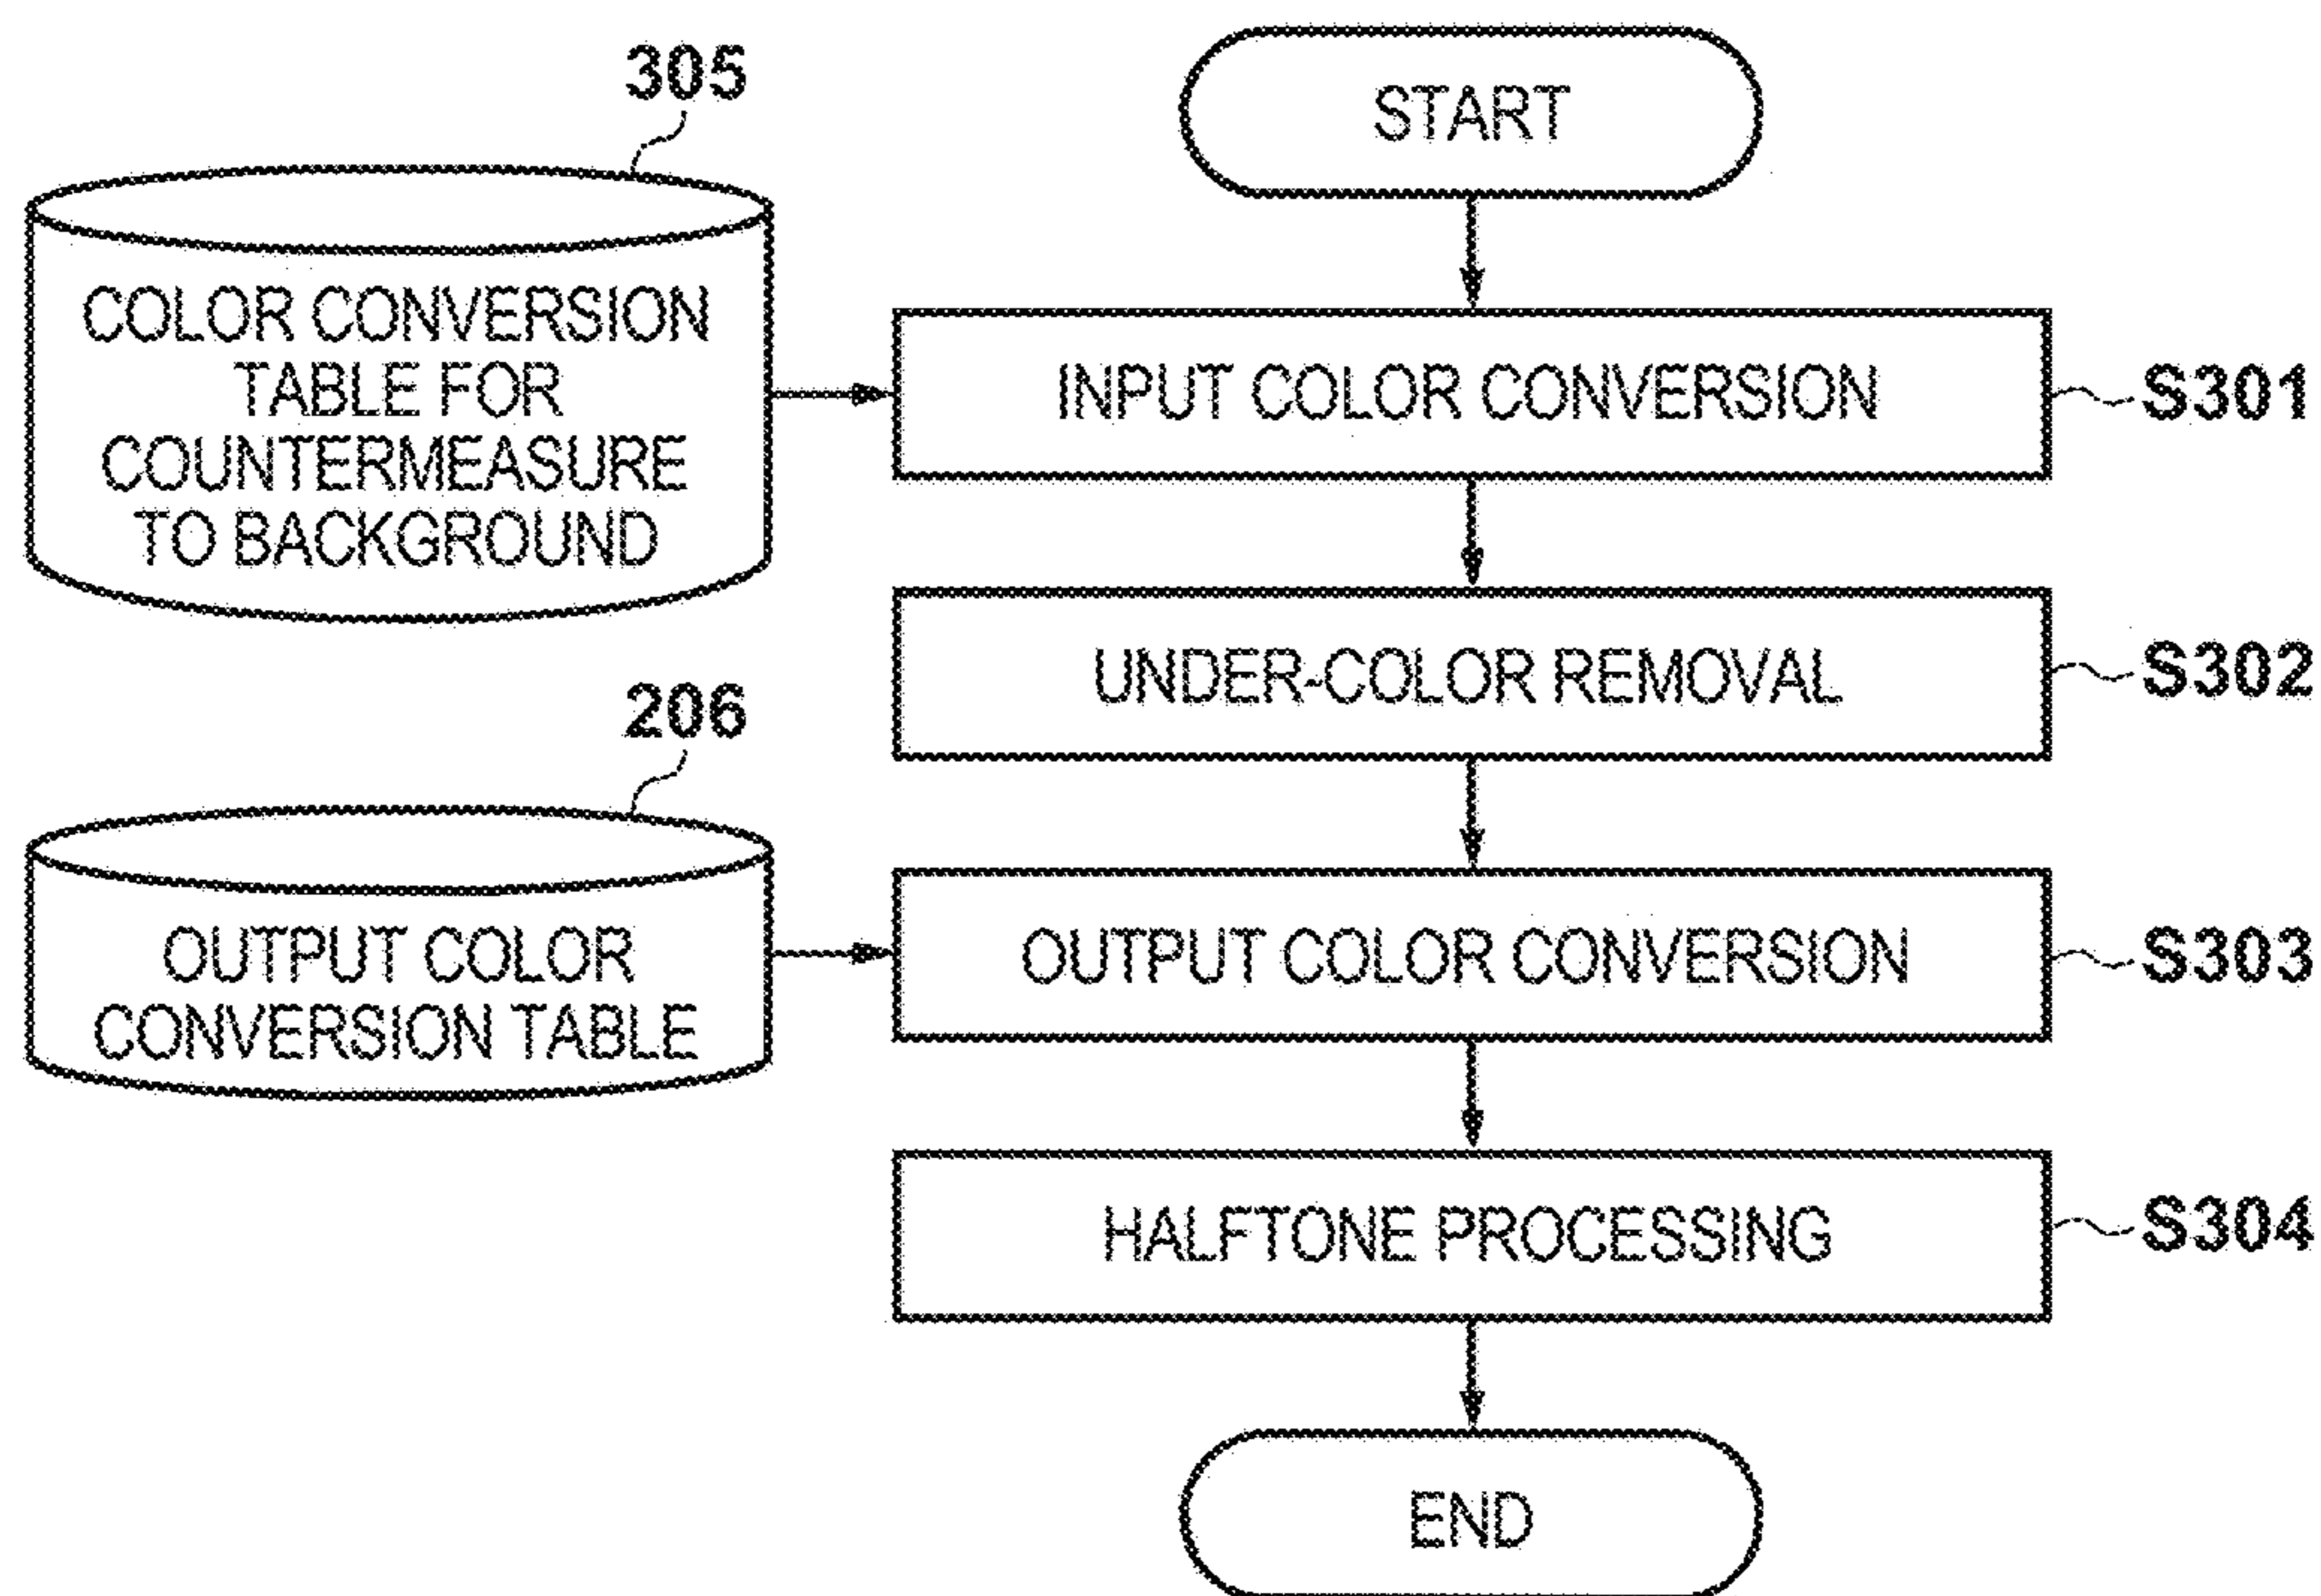 305
START
COLOR CONVERSION
TABLE FOR
COUNTERMEASURE
TO BACKGROUND
INPUT COLOR CONVERSION
S301
UNDER-COLOR REMOVAL
S302
206
OUTPUT COLOR
CONVERSION TABLE
OUTPUT COLOR CONVERSION
S303
HALFTONE PROCESSING
S304
END